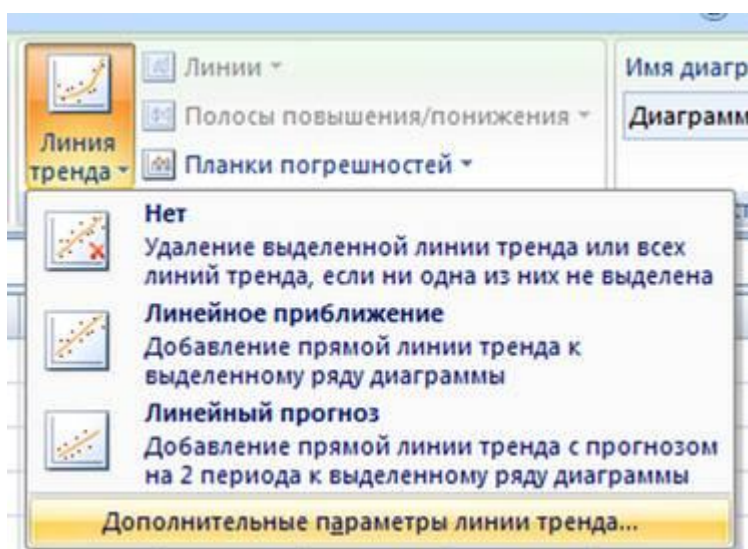 Линия
тренда
Линии
Полосы повышения/понижения
Планки погрешностей
Имя диагр
Диаграмм
Нет
Удаление выделенной линии тренда или всех
линий тренда, если ни одна из них не выделена
Линейное приближение
Добавление прямой линии тренда к
выделенному ряду диаграммы
Линейный прогноз
Добавление прямой линии тренда с прогнозом
на 2 периода к выделенному ряду диаграммы
Дополнительные параметры линии тренда...